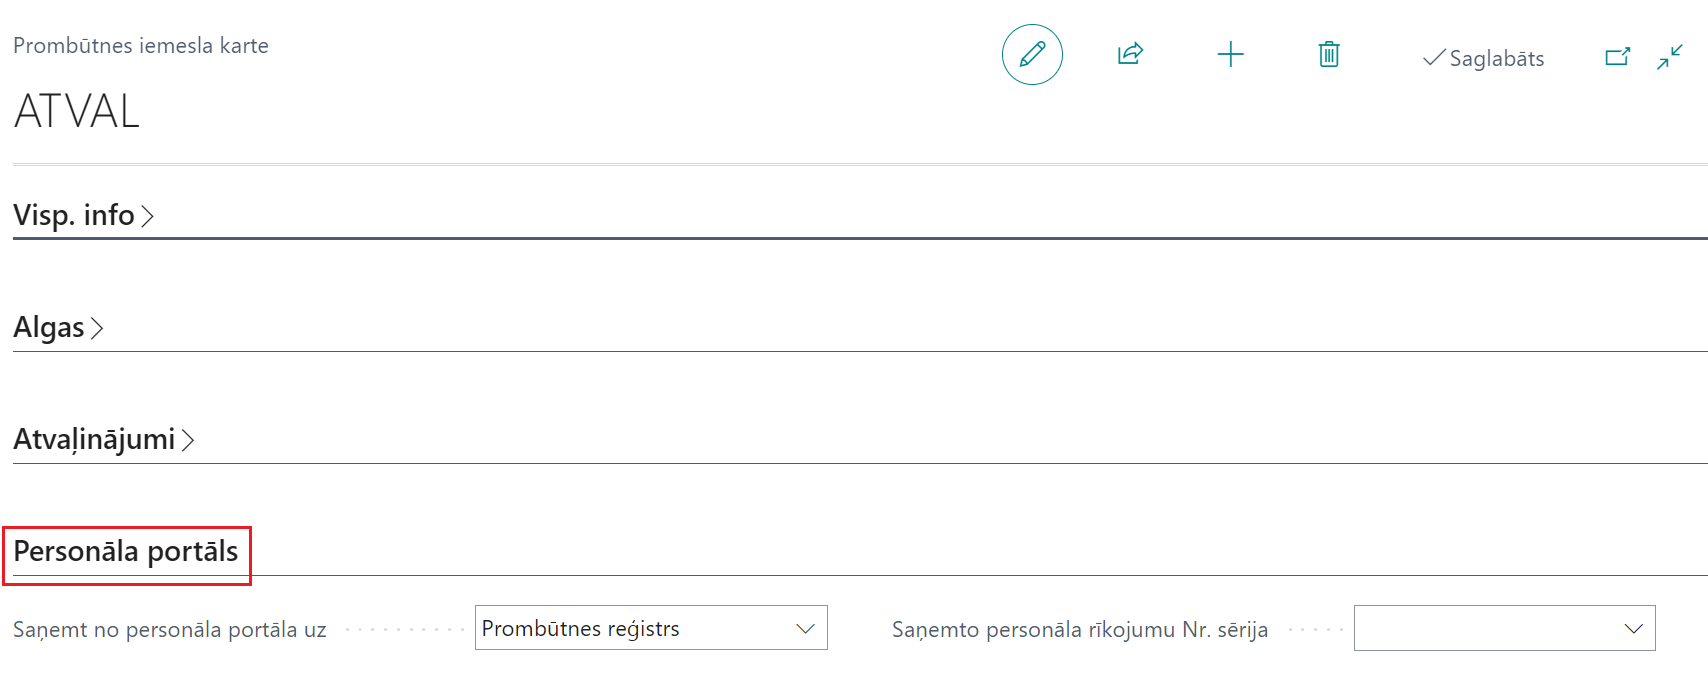 Prombūtnes iemesla karte
Saglabāts
ATVAL
Visp. info
Algas
Atvaļinājumi
Personāla portāls
Saņemt no personāla portāla uz Prombūtnes reģistrs Saņemto personāla rīkojumu Nr. sērija